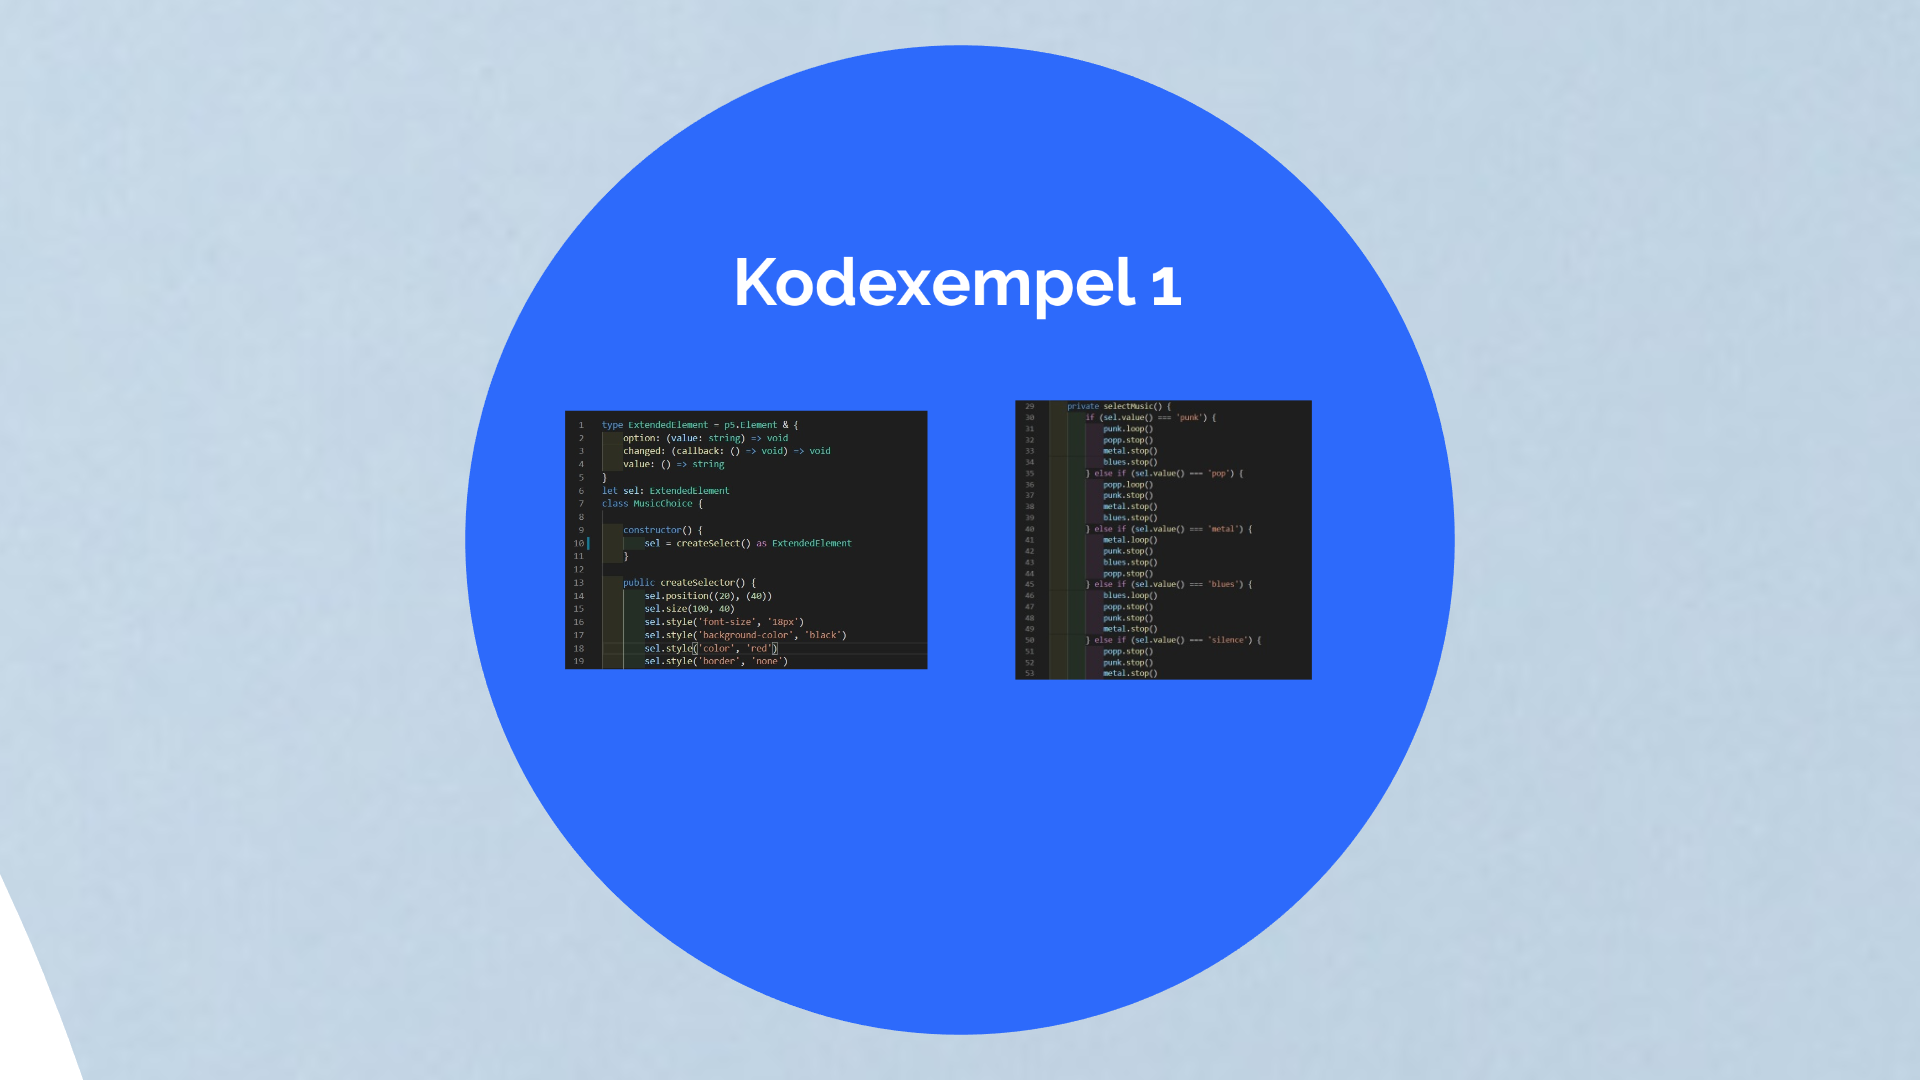 Kodexempel 1
1 type ExtendedElement = p5.Element & {
2 option: (value: string) => void
3 changed: (callback: () => void) => void
4 value: () => string
5 }
6 let sel: ExtendedElement
7 class MusicChoice {
8
9 constructor() {
10 sel = createSelect() as ExtendedElement
11 }
12
13 public createSelector() {
14 sel.position((20), (40))
15 sel.size(100, 40)
16 sel.style('font-size', '18px')
17 sel.style('background-color', 'black')
18 sel.style('color', 'red')
19 sel.style('border', 'none')
29 private selectMusic() {
30 if (sel.value() === 'punk') {
31 punk.loop()
32 popp.stop()
33 metal.stop()
34 blues.stop()
35 } else if (sel.value() === 'pop') {
36 popp.loop()
37 punk.stop()
38 metal.stop()
39 blues.stop()
40 } else if (sel.value() === 'metal') {
41 metal.loop()
42 punk.stop()
43 blues.stop()
44 popp.stop()
45 } else if (sel.value() === 'blues') {
46 blues.loop()
47 popp.stop()
48 punk.stop()
49 metal.stop()
50 } else if (sel.value() === 'silence') {
51 popp.stop()
52 punk.stop()
53 metal.stop()